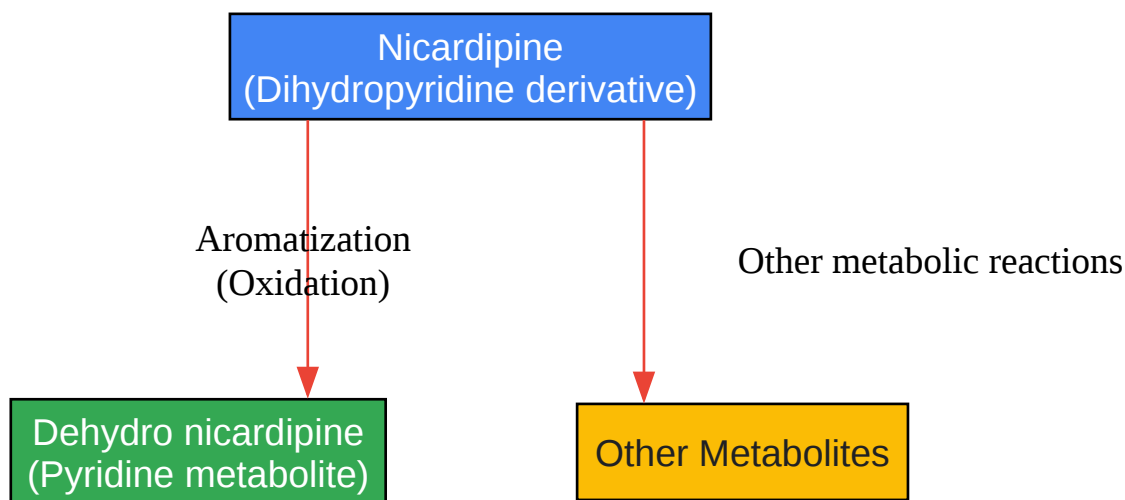 Nicardipine
(Dihydropyridine derivative)
Aromatization
(Oxidation)
Other metabolic reactions
Dehydro nicardipine
(Pyridine metabolite)
Other Metabolites